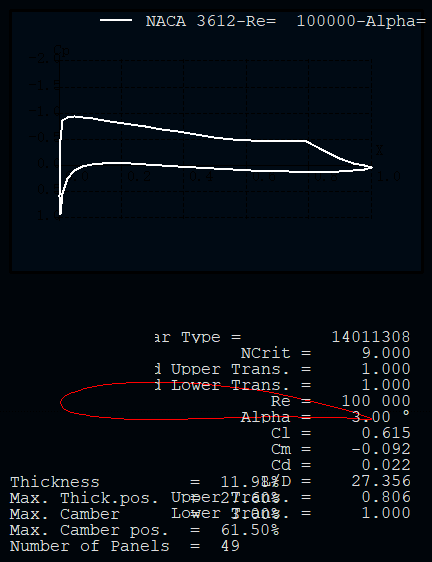 NACA 3612-Re= 100000-Alpha=
Cp
X
1.0
ar Type = 14011308
NCrit = 9.000
d Upper Trans. = 1.000
d Lower Trans. = 1.000
Re = 100 000
Alpha = 3.00 °
Cl = 0.615
Cm = -0.092
Cd = 0.022
L/D = 27.356
Upper Trans. = 0.806
Lower Trans. = 1.000
Thickness = 11.98%
Max. Thick.pos. = 27.60%
Max. Camber = 3.00%
Max. Camber pos. = 61.50%
Number of Panels = 49